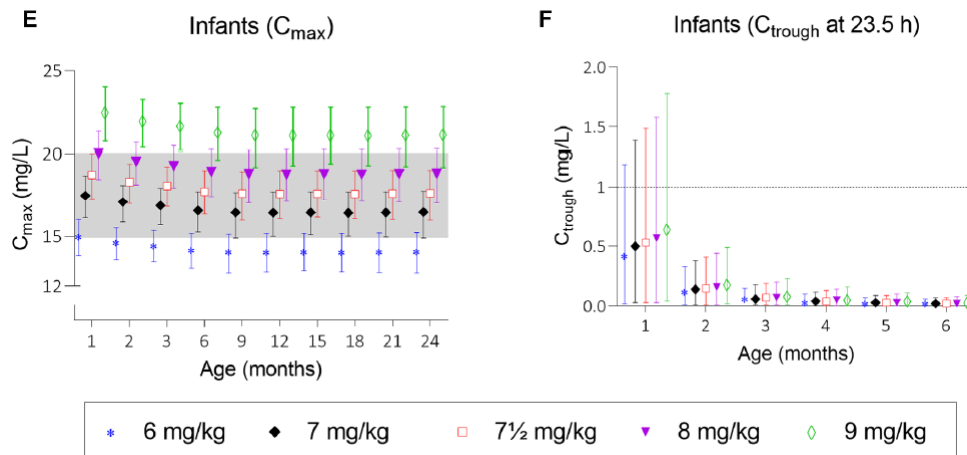 E
Infants (Cmax)
Cmax (mg/L)
25
20
15
12
1 2 3 6 9 12 15 18 21 24
Age (months)
F
Infants (Ctrough at 23.5 h)
Ctrough (mg/L)
2.0
1.5
1
0.5
0.0
1 2 3 4 5 6
Age (months)
6 mg/kg 7 mg/kg 7½ mg/kg 8 mg/kg 9 mg/kg